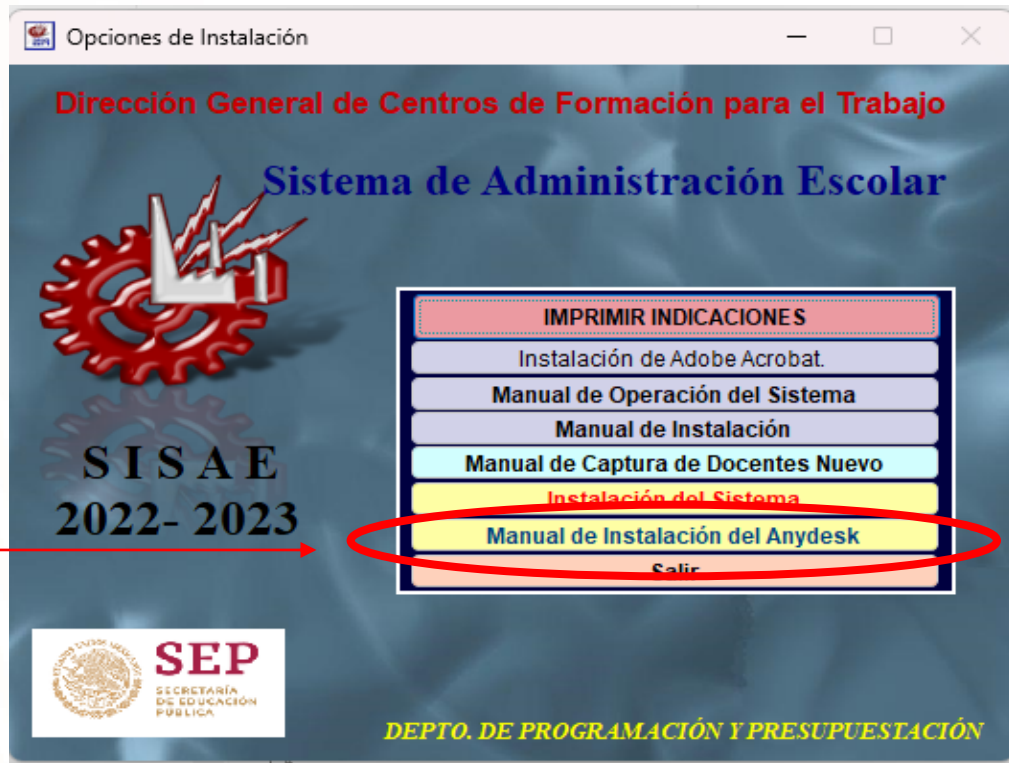 Opciones de Instalación
Dirección General de Centros de Formación para el Trabajo
Sistema de Administración Escolar
IMPRIMIR INDICACIONES
Instalación de Adobe Acrobat.
Manual de Operación del Sistema
Manual de Instalación
Manual de Captura de Docentes Nuevo
Instalación del Sistema
Manual de Instalación del Anydesk
Salir
S I S A E
2022- 2023
SEP
SECRETARÍA
DE EDUCACIÓN
PÚBLICA
DEPTO. DE PROGRAMACIÓN Y PRESUPUESTACIÓN